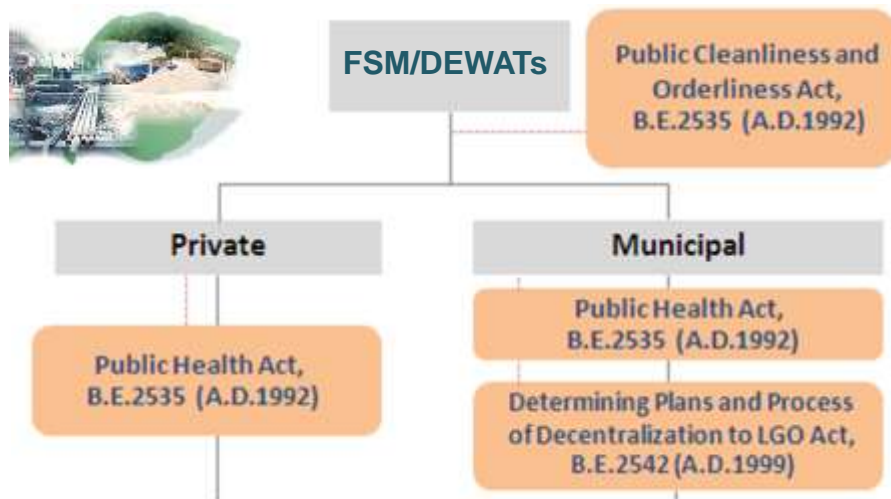 FSM/DEWATs
Public Cleanliness and
Orderliness Act,
B.E.2535 (A.D.1992)
Private
Municipal
Public Health Act,
B.E.2535 (A.D.1992)
Public Health Act,
B.E.2535 (A.D.1992)
Determining Plans and Process
of Decentralization to LGO Act,
B.E.2542 (A.D.1999)